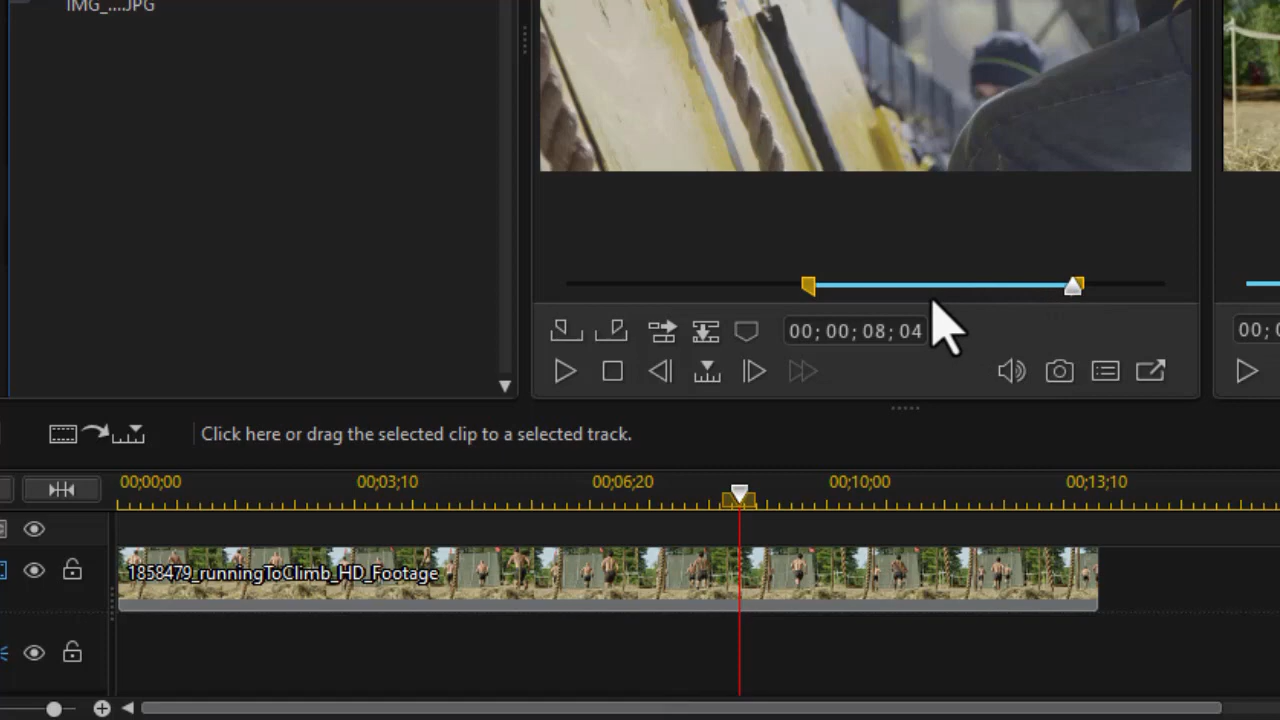 IMG_....JPG
00; 00; 08; 04
00; 0
Click here or drag the selected clip to a selected track.
00;00;00 00;03;10 00;06;20 00;10;00 00;13;10
1858479_runningToClimb_HD_Footage